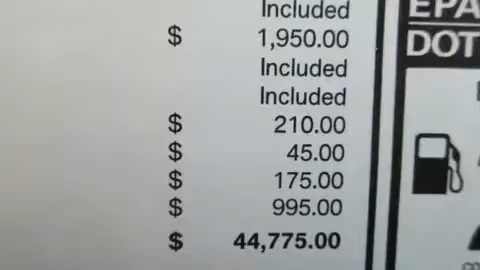 Included
$ 1,950.00
Included
Included
$ 210.00
$ 45.00
$ 175.00
$ 995.00
$ 44,775.00
EPA
DOT